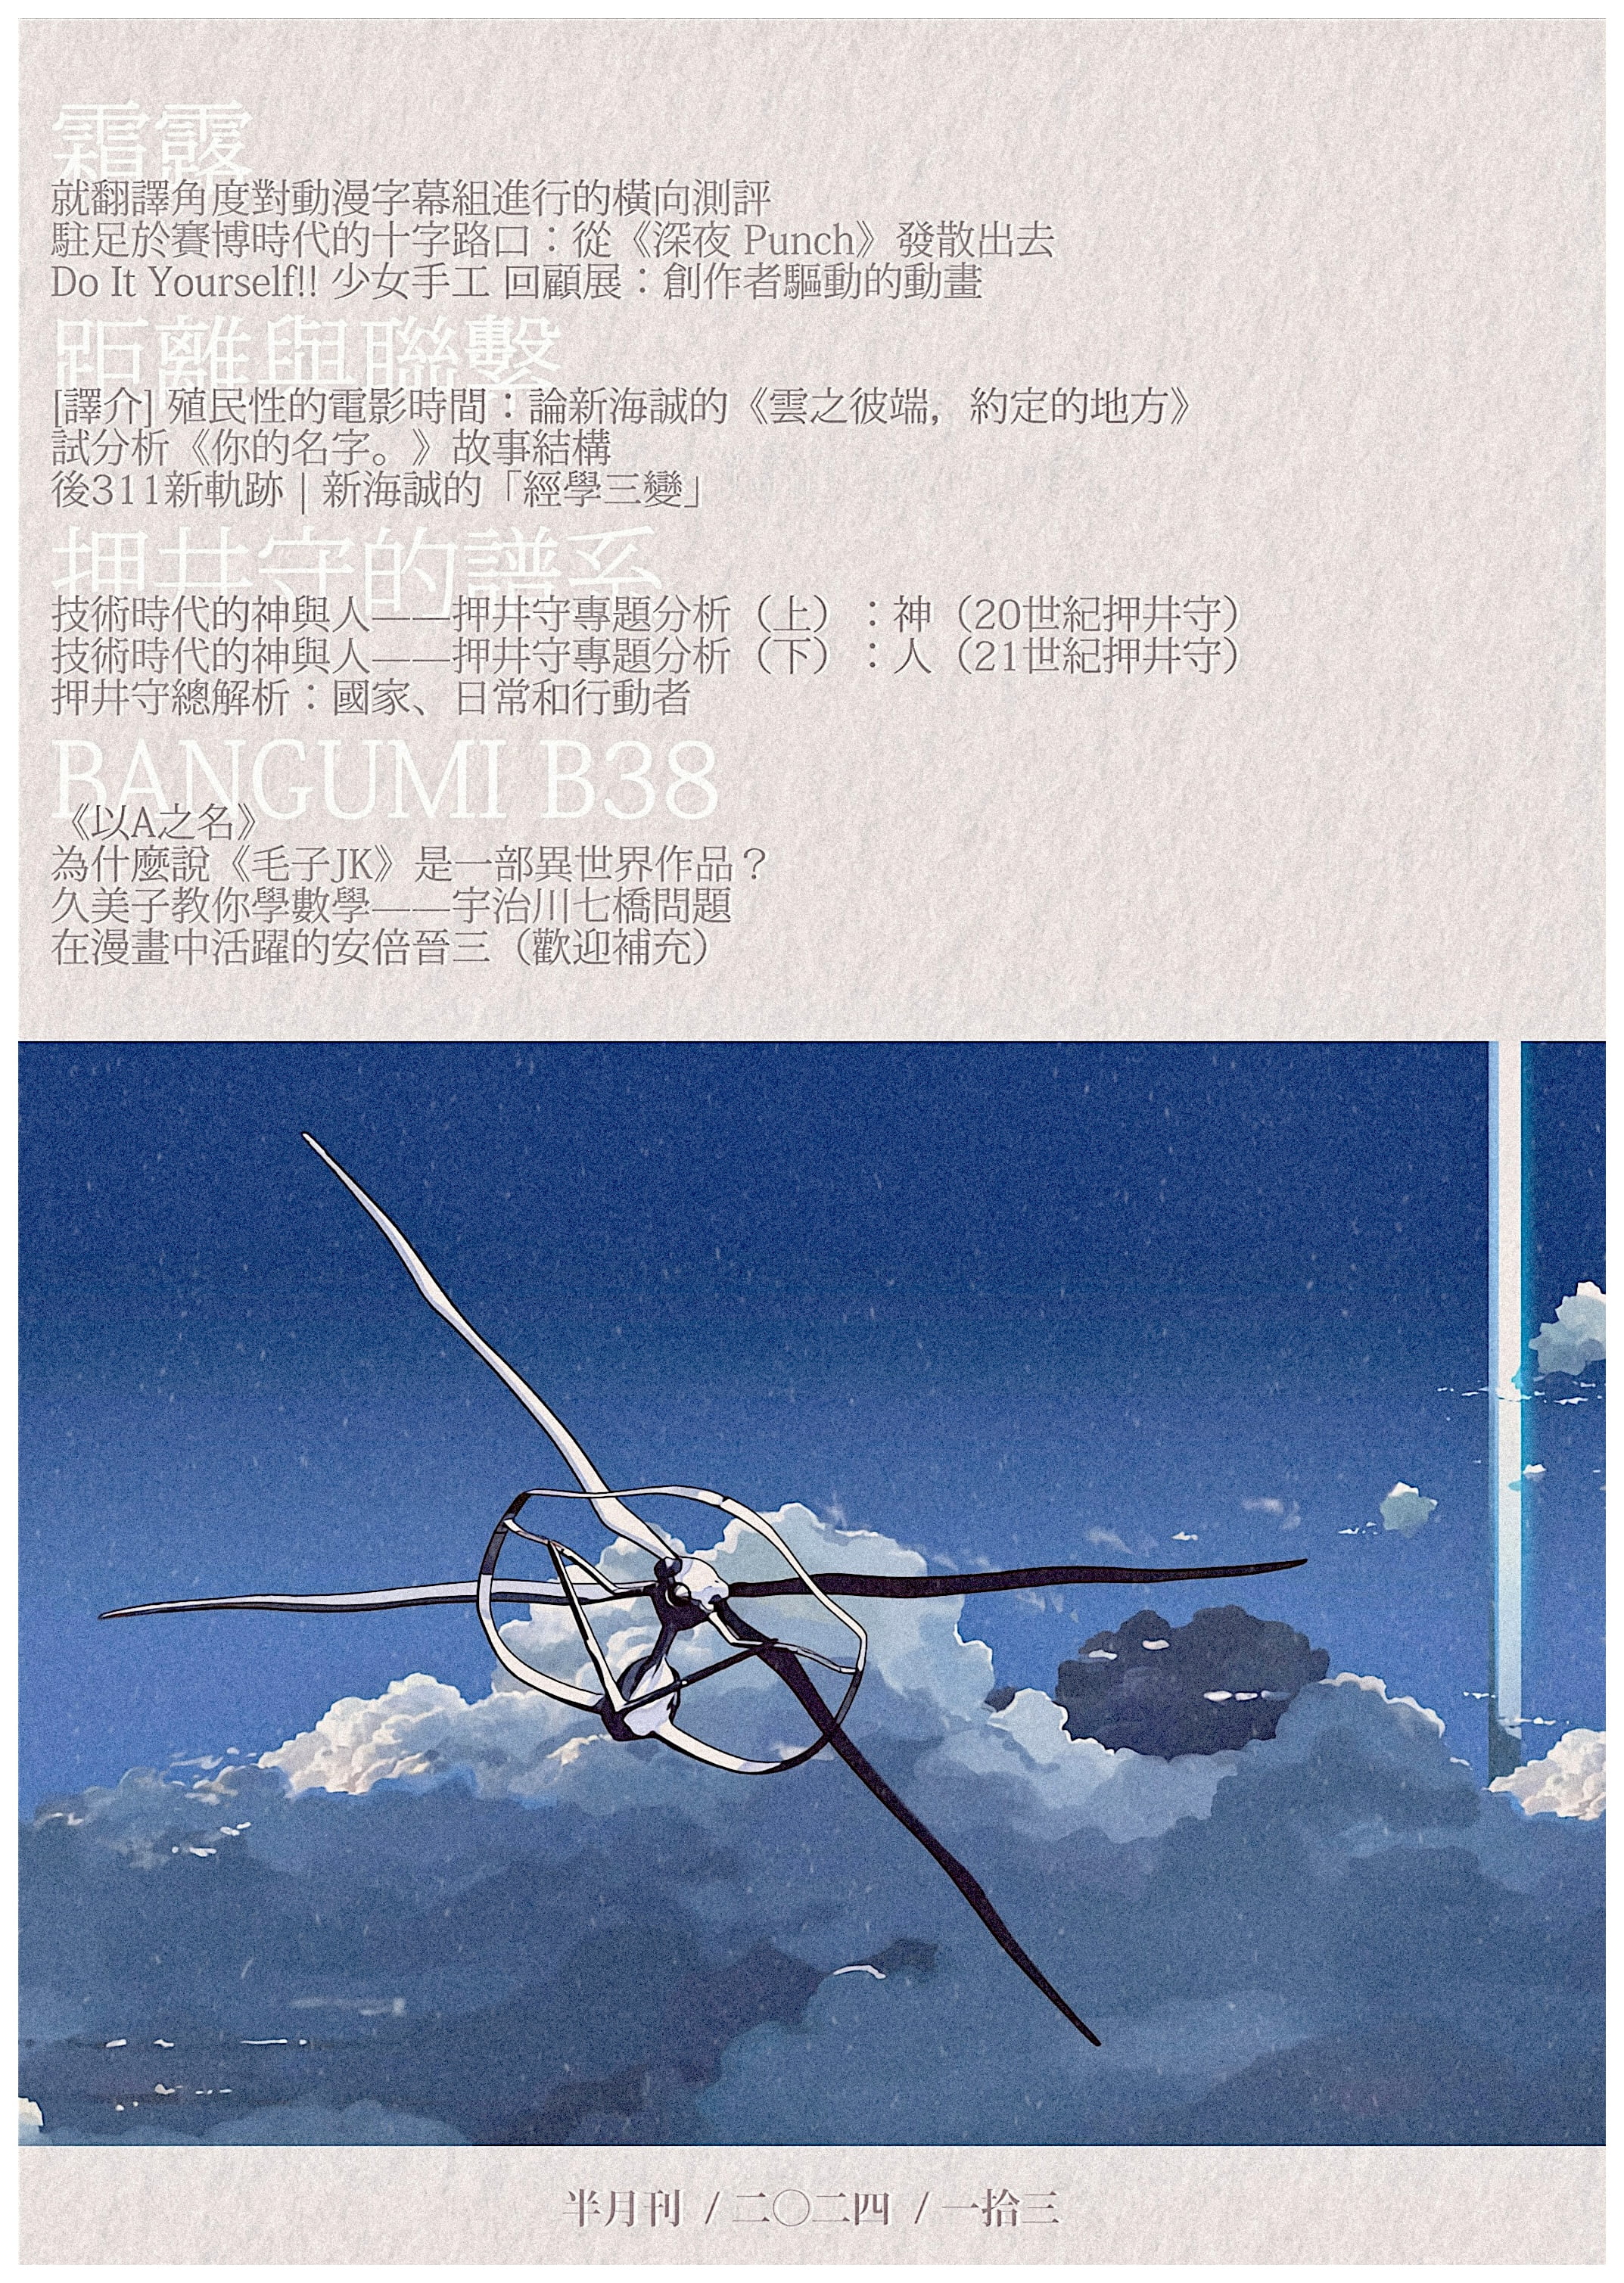 霜露
就翻譯角度對動漫字幕組進行的橫向測評
駐足於賽博時代的十字路口：從《深夜 Punch》發散出去
Do It Yourself!! 少女手工 回顧展：創作者驅動的動畫
距離與聯繫
[譯介] 殖民性的電影時間：論新海誠的《雲之彼端，約定的地方》
試分析《你的名字。》故事結構
後311新軌跡 | 新海誠的「經學三變」
押井守的譜系
技術時代的神與人——押井守專題分析（上）：神（20世紀押井守）
技術時代的神與人——押井守專題分析（下）：人（21世紀押井守）
押井守總解析：國家、日常和行動者
BANGUMI B38
《以A之名》
為什麼說《毛子JK》是一部異世界作品？
久美子教你學數學——宇治川七橋問題
在漫畫中活躍的安倍晉三（歡迎補充）
半月刊 / 二〇二四 / 一拾三